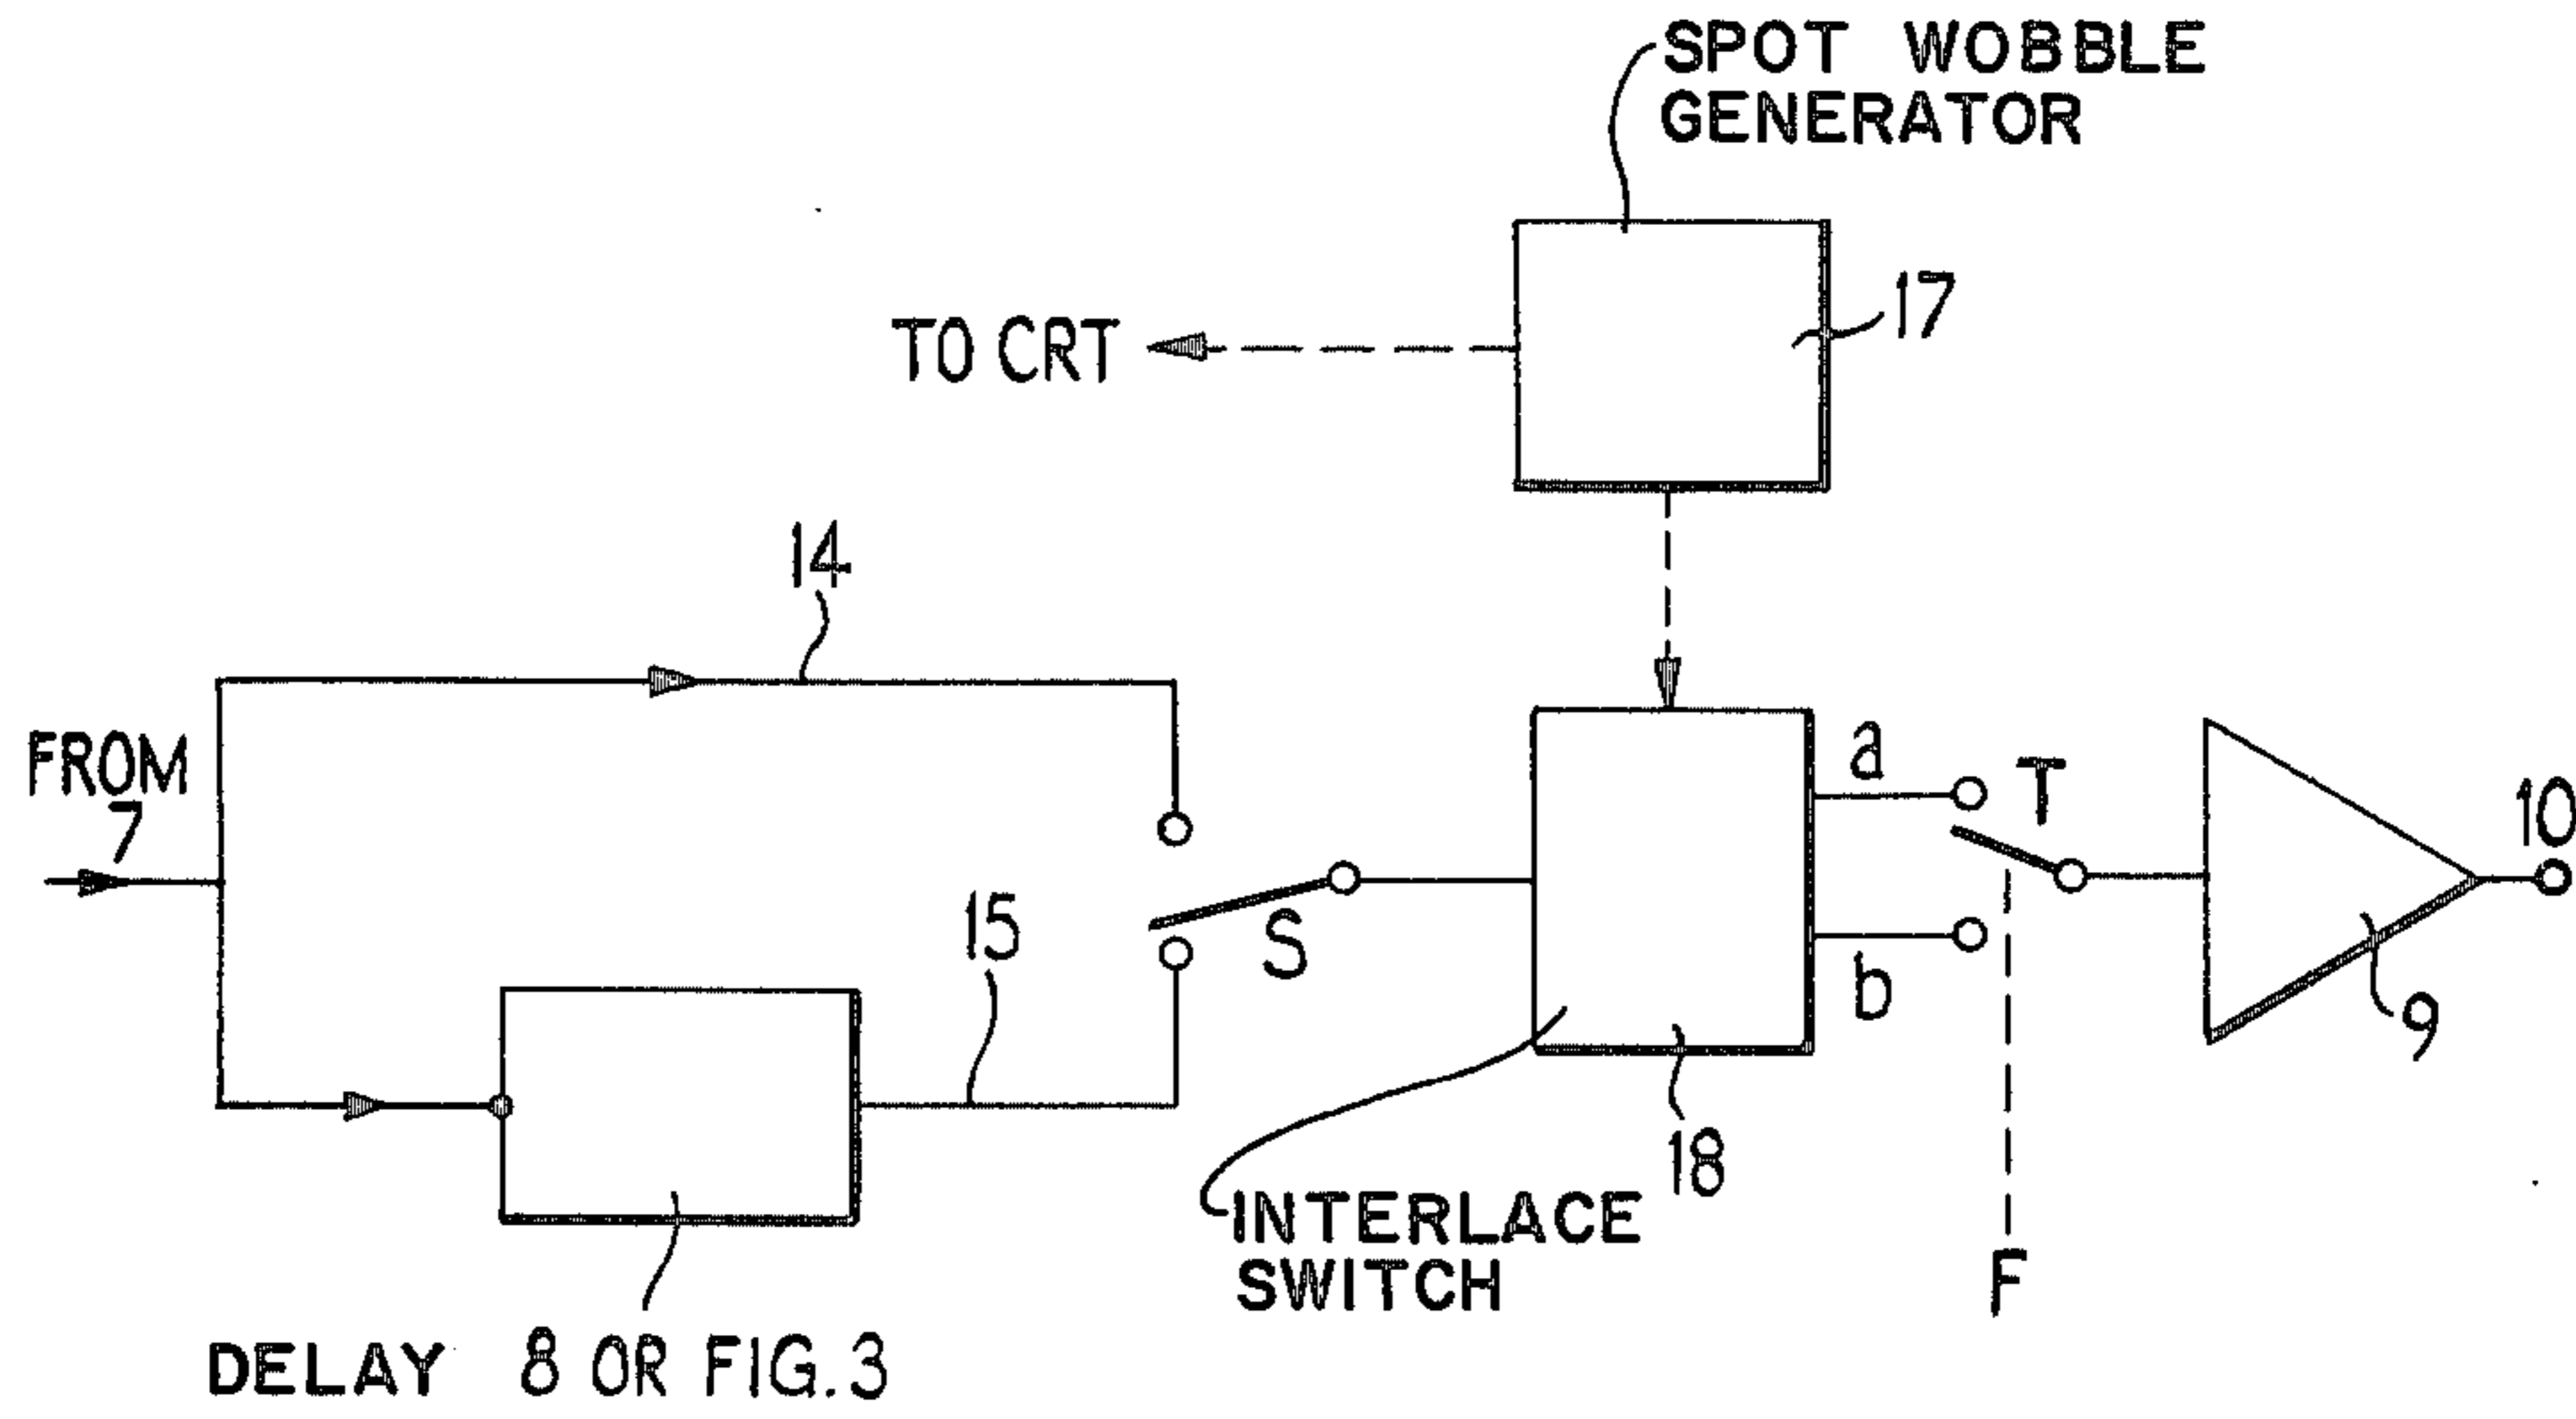 SPOT WOBBLE
GENERATOR
17
TO CRT
14
FROM
7
a
T
10
15
S
b
9
18
INTERLACE
SWITCH
F
DELAY 8 OR FIG. 3